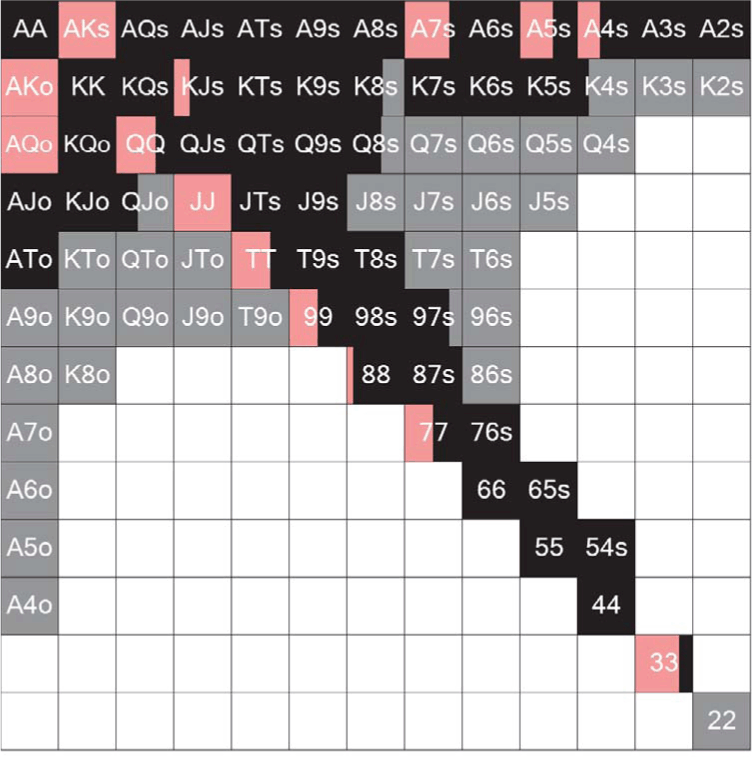 AA AKs AQs AJs ATs A9s A8s A7s A6s A5s A4s A3s A2s
AKo KK KQs KJs KTs K9s K8s K7s K6s K5s K4s K3s K2s
AQo KQo QQ QJs QTs Q9s Q8s Q7s Q6s Q5s Q4s
AJo KJo QJo JJ JTs J9s J8s J7s J6s J5s
ATo KTo QTo JTo TT T9s T8s T7s T6s
A9o K9o Q9o J9o T9o 99 98s 97s 96s
A8o K8o 88 87s 86s
A7o 77 76s
A6o 66 65s
A5o 55 54s
A4o 44
33
22